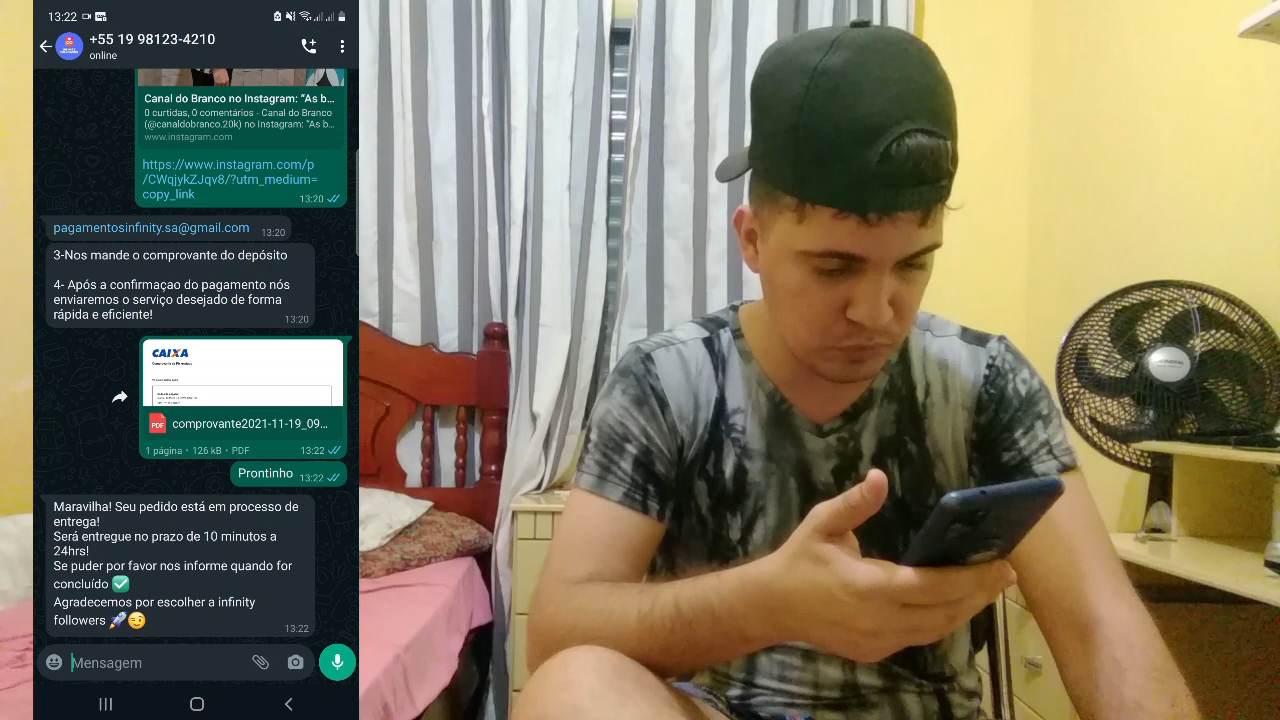 13:22
+55 19 98123-4210
online
Canal do Branco no Instagram: “As b...
0 curtidas, 0 comentários - Canal do Branco
(@canaldobranco.20k) no Instagram: “As b...
www.instagram.com
https://www.instagram.com/p
/CWqjykZJqv8/?utm_medium=
copy_link
13:20
pagamentosinfinity.sa@gmail.com
13:20
3-Nos mande o comprovante do depósito
4- Após a confirmaçao do pagamento nós
enviaremos o serviço desejado de forma
rápida e eficiente!
13:20
CAIXA
PDF
comprovante2021-11-19_09...
1 página • 126 kB • PDF
13:22
Prontinho
13:22
Maravilha! Seu pedido está em processo de
entrega!
Será entregue no prazo de 10 minutos a
24hrs!
Se puder por favor nos informe quando for
concluído
Agradecemos por escolher a infinity
followers
13:22
Mensagem
MONDIAL